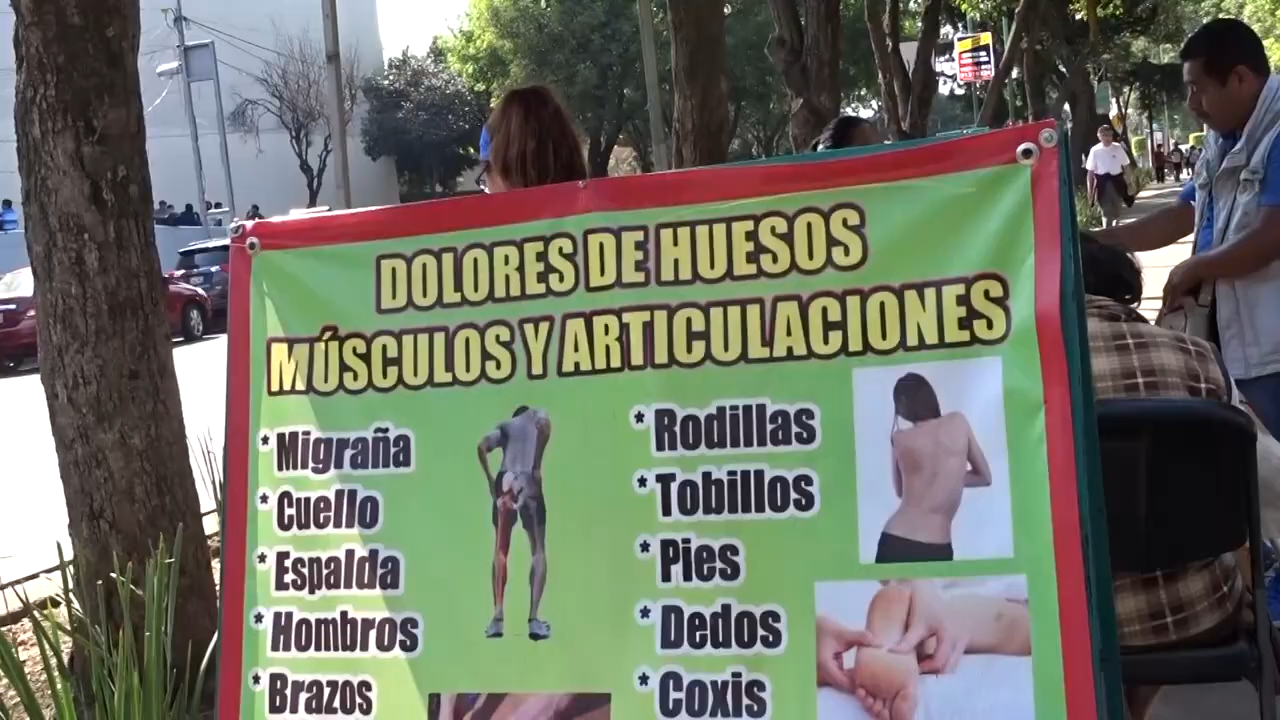 DOLORES DE HUESOS
MÚSCULOS Y ARTICULACIONES
* Migraña
* Cuello
* Espalda
* Hombros
* Brazos
* Rodillas
* Tobillos
* Pies
* Dedos
* Coxis